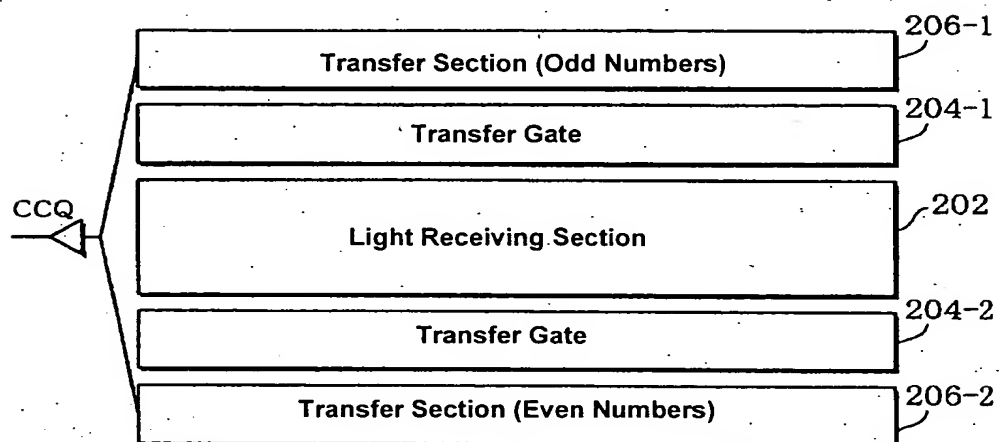 206-1
Transfer Section (Odd Numbers)
204-1
Transfer Gate
CCQ
202
Light Receiving Section
204-2
Transfer Gate
206-2
Transfer Section (Even Numbers)